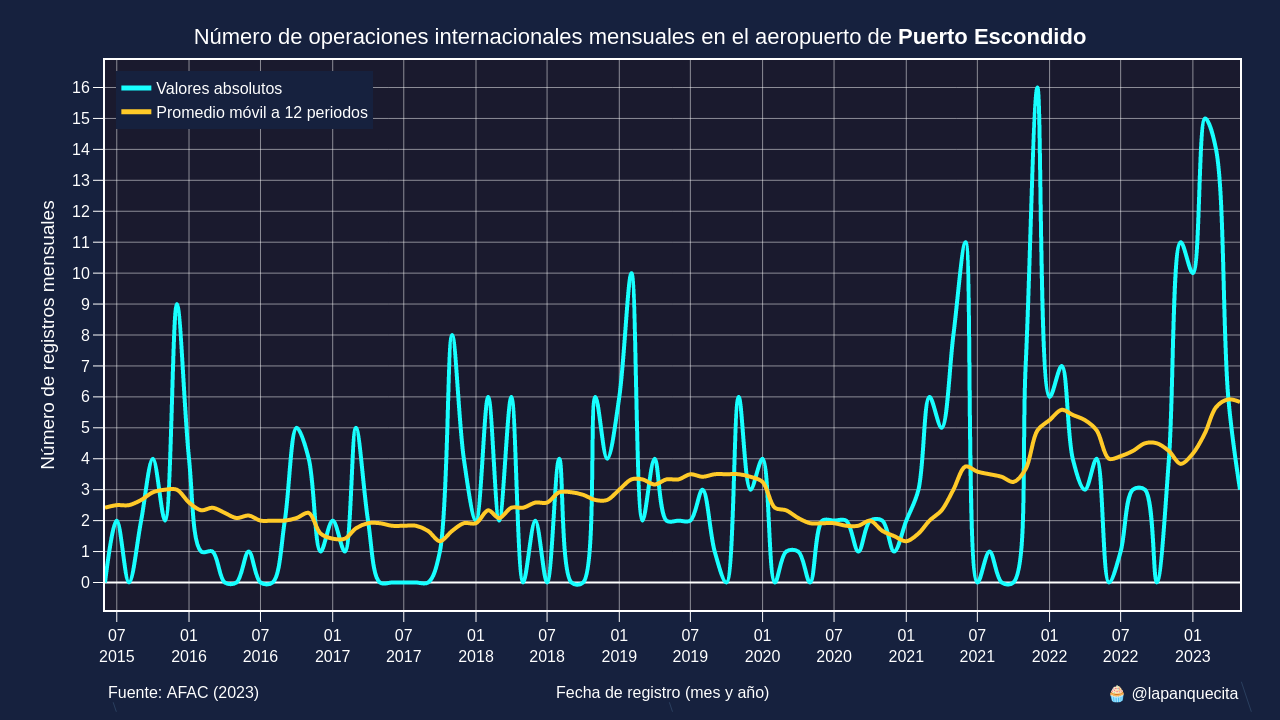 Número de operaciones internacionales mensuales en el aeropuerto de Puerto Escondido
Valores absolutos
Promedio móvil a 12 periodos
Número de registros mensuales
16
15
14
13
12
11
10
9
8
7
6
5
4
3
2
1
0
07 01 07 01 07 01 07 01 07 01 07 01 07 01 07 01
2015 2016 2016 2017 2017 2018 2018 2019 2019 2020 2020 2021 2021 2022 2022 2023
Fuente: AFAC (2023)
Fecha de registro (mes y año)
🧁 @lapanquecita